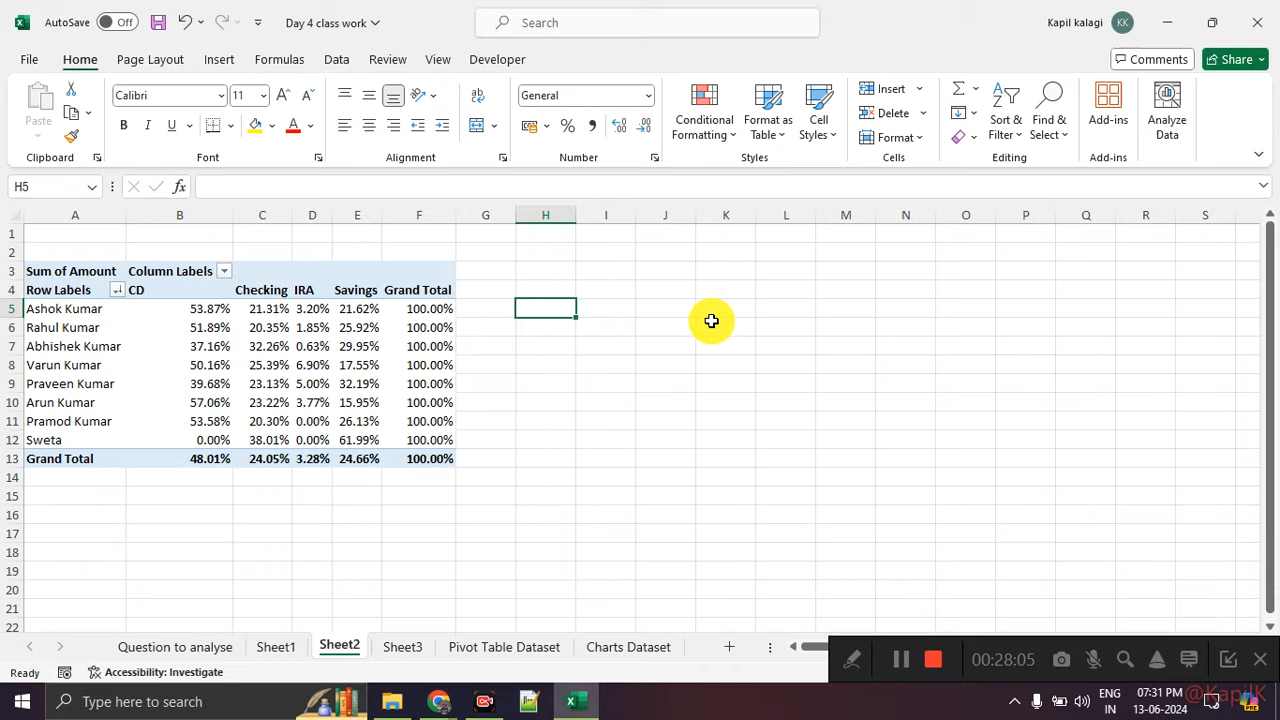 AutoSave Off Day 4 class work Search Kapil kalagi KK
File Home Insert Page Layout Formulas Data Review View Developer Comments Share
Paste Calibri 11 General Conditional Formatting Format as Table Cell Styles Insert Delete Format Sort & Filter Find & Select Add-ins Analyze Data
B I U A % ,
Clipboard Font Alignment Number Styles Cells Editing Add-ins
H5 fx
A B C D E F G H I J K L M N O P Q R S
1
2
3 Sum of Amount Column Labels
4 Row Labels CD Checking IRA Savings Grand Total
5 Ashok Kumar 53.87% 21.31% 3.20% 21.62% 100.00%
6 Rahul Kumar 51.89% 20.35% 1.85% 25.92% 100.00%
7 Abhishek Kumar 37.16% 32.26% 0.63% 29.95% 100.00%
8 Varun Kumar 50.16% 25.39% 6.90% 17.55% 100.00%
9 Praveen Kumar 39.68% 23.13% 5.00% 32.19% 100.00%
10 Arun Kumar 57.06% 23.22% 3.77% 15.95% 100.00%
11 Pramod Kumar 53.58% 20.30% 0.00% 26.13% 100.00%
12 Sweta 0.00% 38.01% 0.00% 61.99% 100.00%
13 Grand Total 48.01% 24.05% 3.28% 24.66% 100.00%
14
15
16
17
18
19
20
21
22
Question to analyse Sheet1 Sheet2 Sheet3 Pivot Table Dataset Charts Dataset
00:28:05
Ready Accessibility: Investigate
Type here to search ENG 07:31 PM
IN 13-06-2024
@KapilK